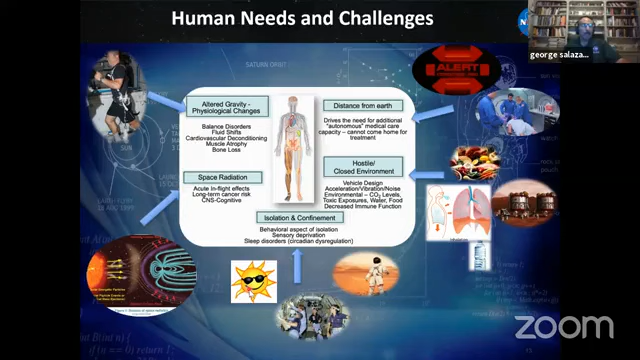 Human Needs and Challenges
NASA
george salaza...
SATURN ORBIT
ALERT
Altered Gravity -
Physiological Changes
Balance Disorders
Fluid Shifts
Cardiovascular Deconditioning
Muscle Atrophy
Bone Loss
Distance from earth
Drives the need for additional
"autonomous" medical care
capacity – cannot come home for
treatment
Space Radiation
Acute In-flight effects
Long-term cancer risk
CNS-Cognitive
Hostile/
Closed Environment
Vehicle Design
Acceleration/Vibration/Noise
Environmental - CO2 Levels,
Toxic Exposures, Water, Food
Decreased Immune Function
Isolation & Confinement
Behavioral aspect of isolation
Sensory deprivation
Sleep disorders (circadian dysregulation)
SUN
Inhalation
zoom